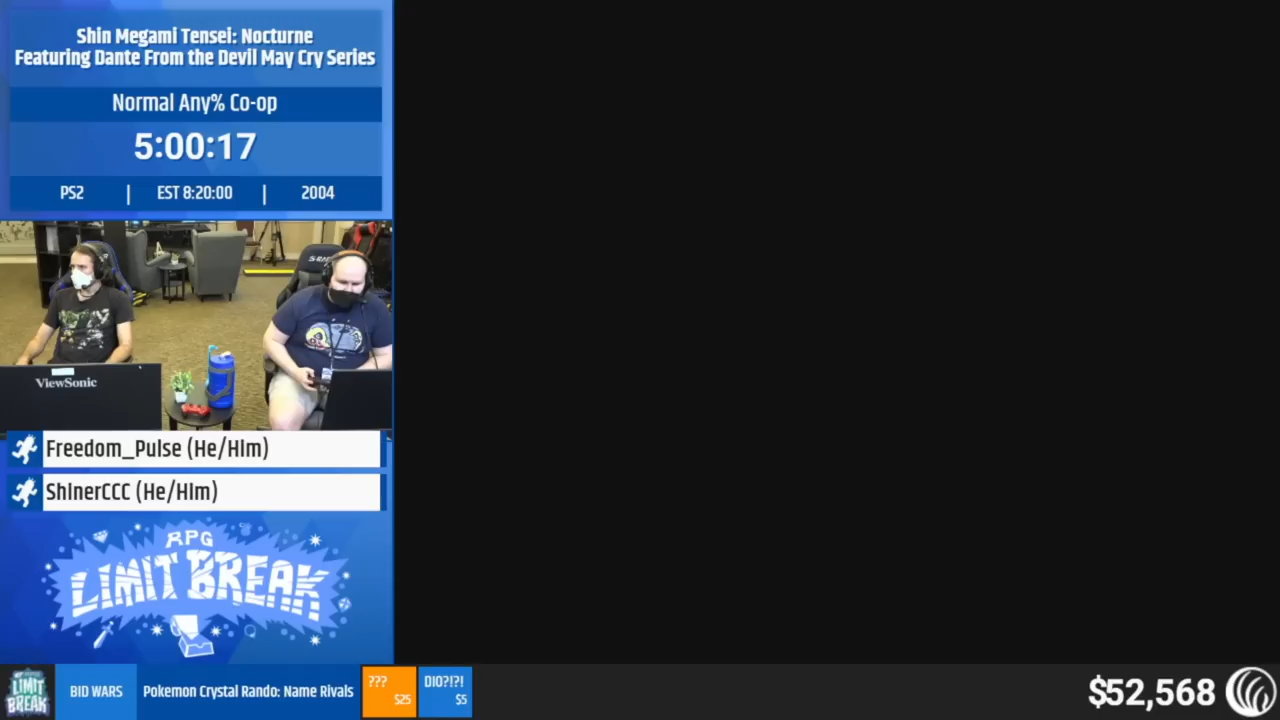 Shin Megami Tensei: Nocturne
Featuring Dante From the Devil May Cry Series
Normal Any% Co-op
5:00:17
PS2 | EST 8:20:00 | 2004
ViewSonic
Freedom_Pulse (He/Him)
ShinerCCC (He/Him)
RPG
LIMIT BREAK
LIMIT
BREAK
BID WARS
Pokemon Crystal Rando: Name Rivals
???
$25
DIO?!?!
$5
$52,568